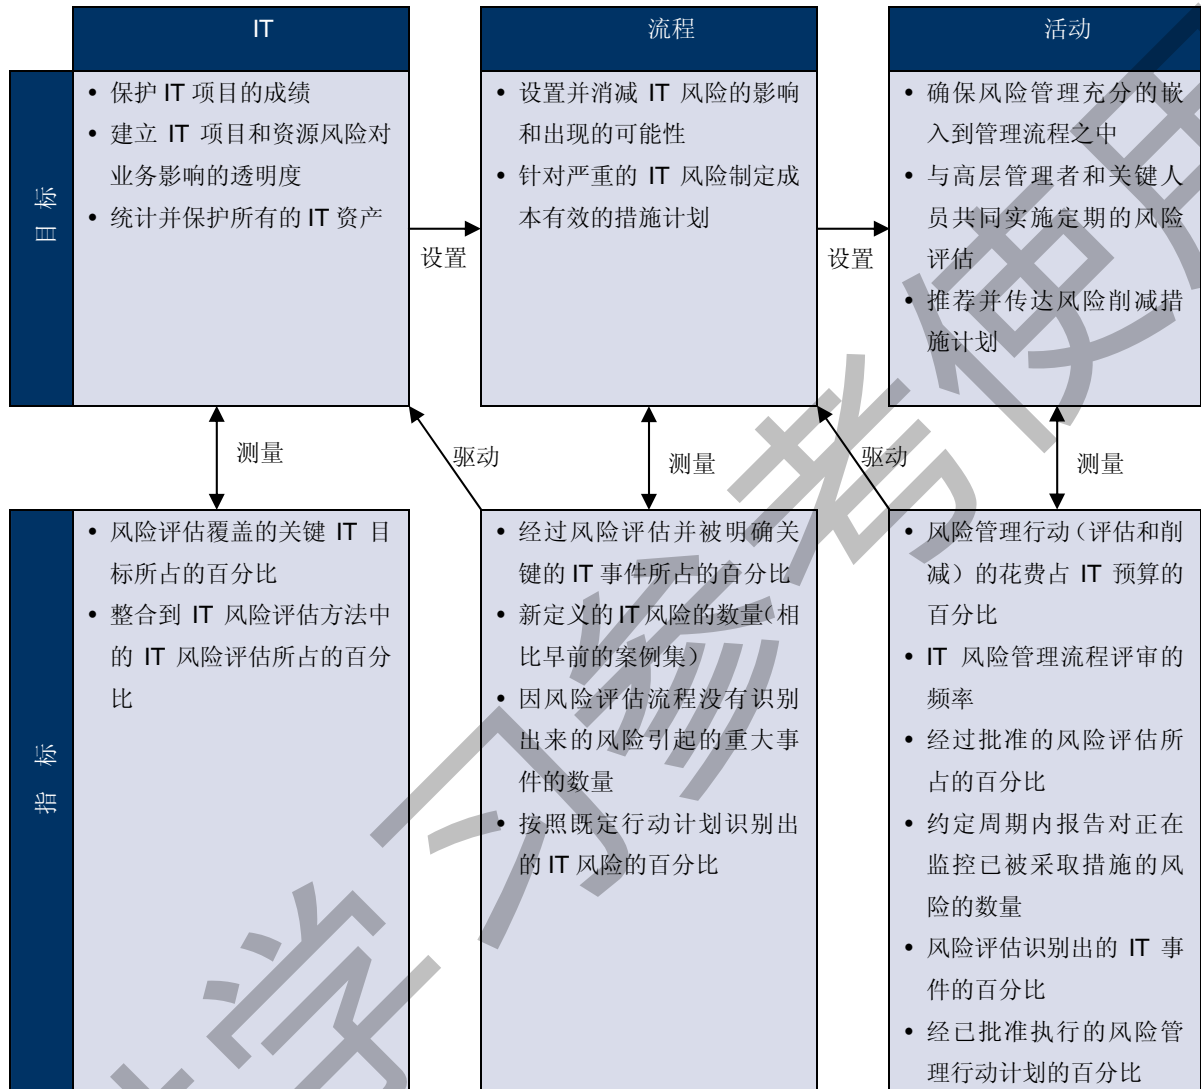 IT
流程
活动
目标
• 保护 IT 项目的成绩
• 建立 IT 项目和资源风险对
业务影响的透明度
• 统计并保护所有的 IT 资产
设置
• 设置并消减 IT 风险的影响
和出现的可能性
• 针对严重的 IT 风险制定成
本有效的措施计划
设置
• 确保风险管理充分的嵌
入到管理流程之中
• 与高层管理者和关键人
员共同实施定期的风险
评估
• 推荐并传达风险削减措
施计划
测量
驱动
测量
驱动
测量
指标
• 风险评估覆盖的关键 IT 目
标所占的百分比
• 整合到 IT 风险评估方法中
的 IT 风险评估所占的百分
比
• 经过风险评估并被明确关
键的 IT 事件所占的百分比
• 新定义的 IT 风险的数量（相
比早前的案例集）
• 因风险评估流程没有识别
出来的风险引起的重大事
件的数量
• 按照既定行动计划识别出
的 IT 风险的百分比
• 风险管理行动（评估和削
减）的花费占 IT 预算的
百分比
• IT 风险管理流程评审的
频率
• 经过批准的风险评估所
占的百分比
• 约定周期内报告对正在
监控已被采取措施的风
险的数量
• 风险评估识别出的 IT 事
件的百分比
• 经已批准执行的风险管
理行动计划的百分比
学习参考使用